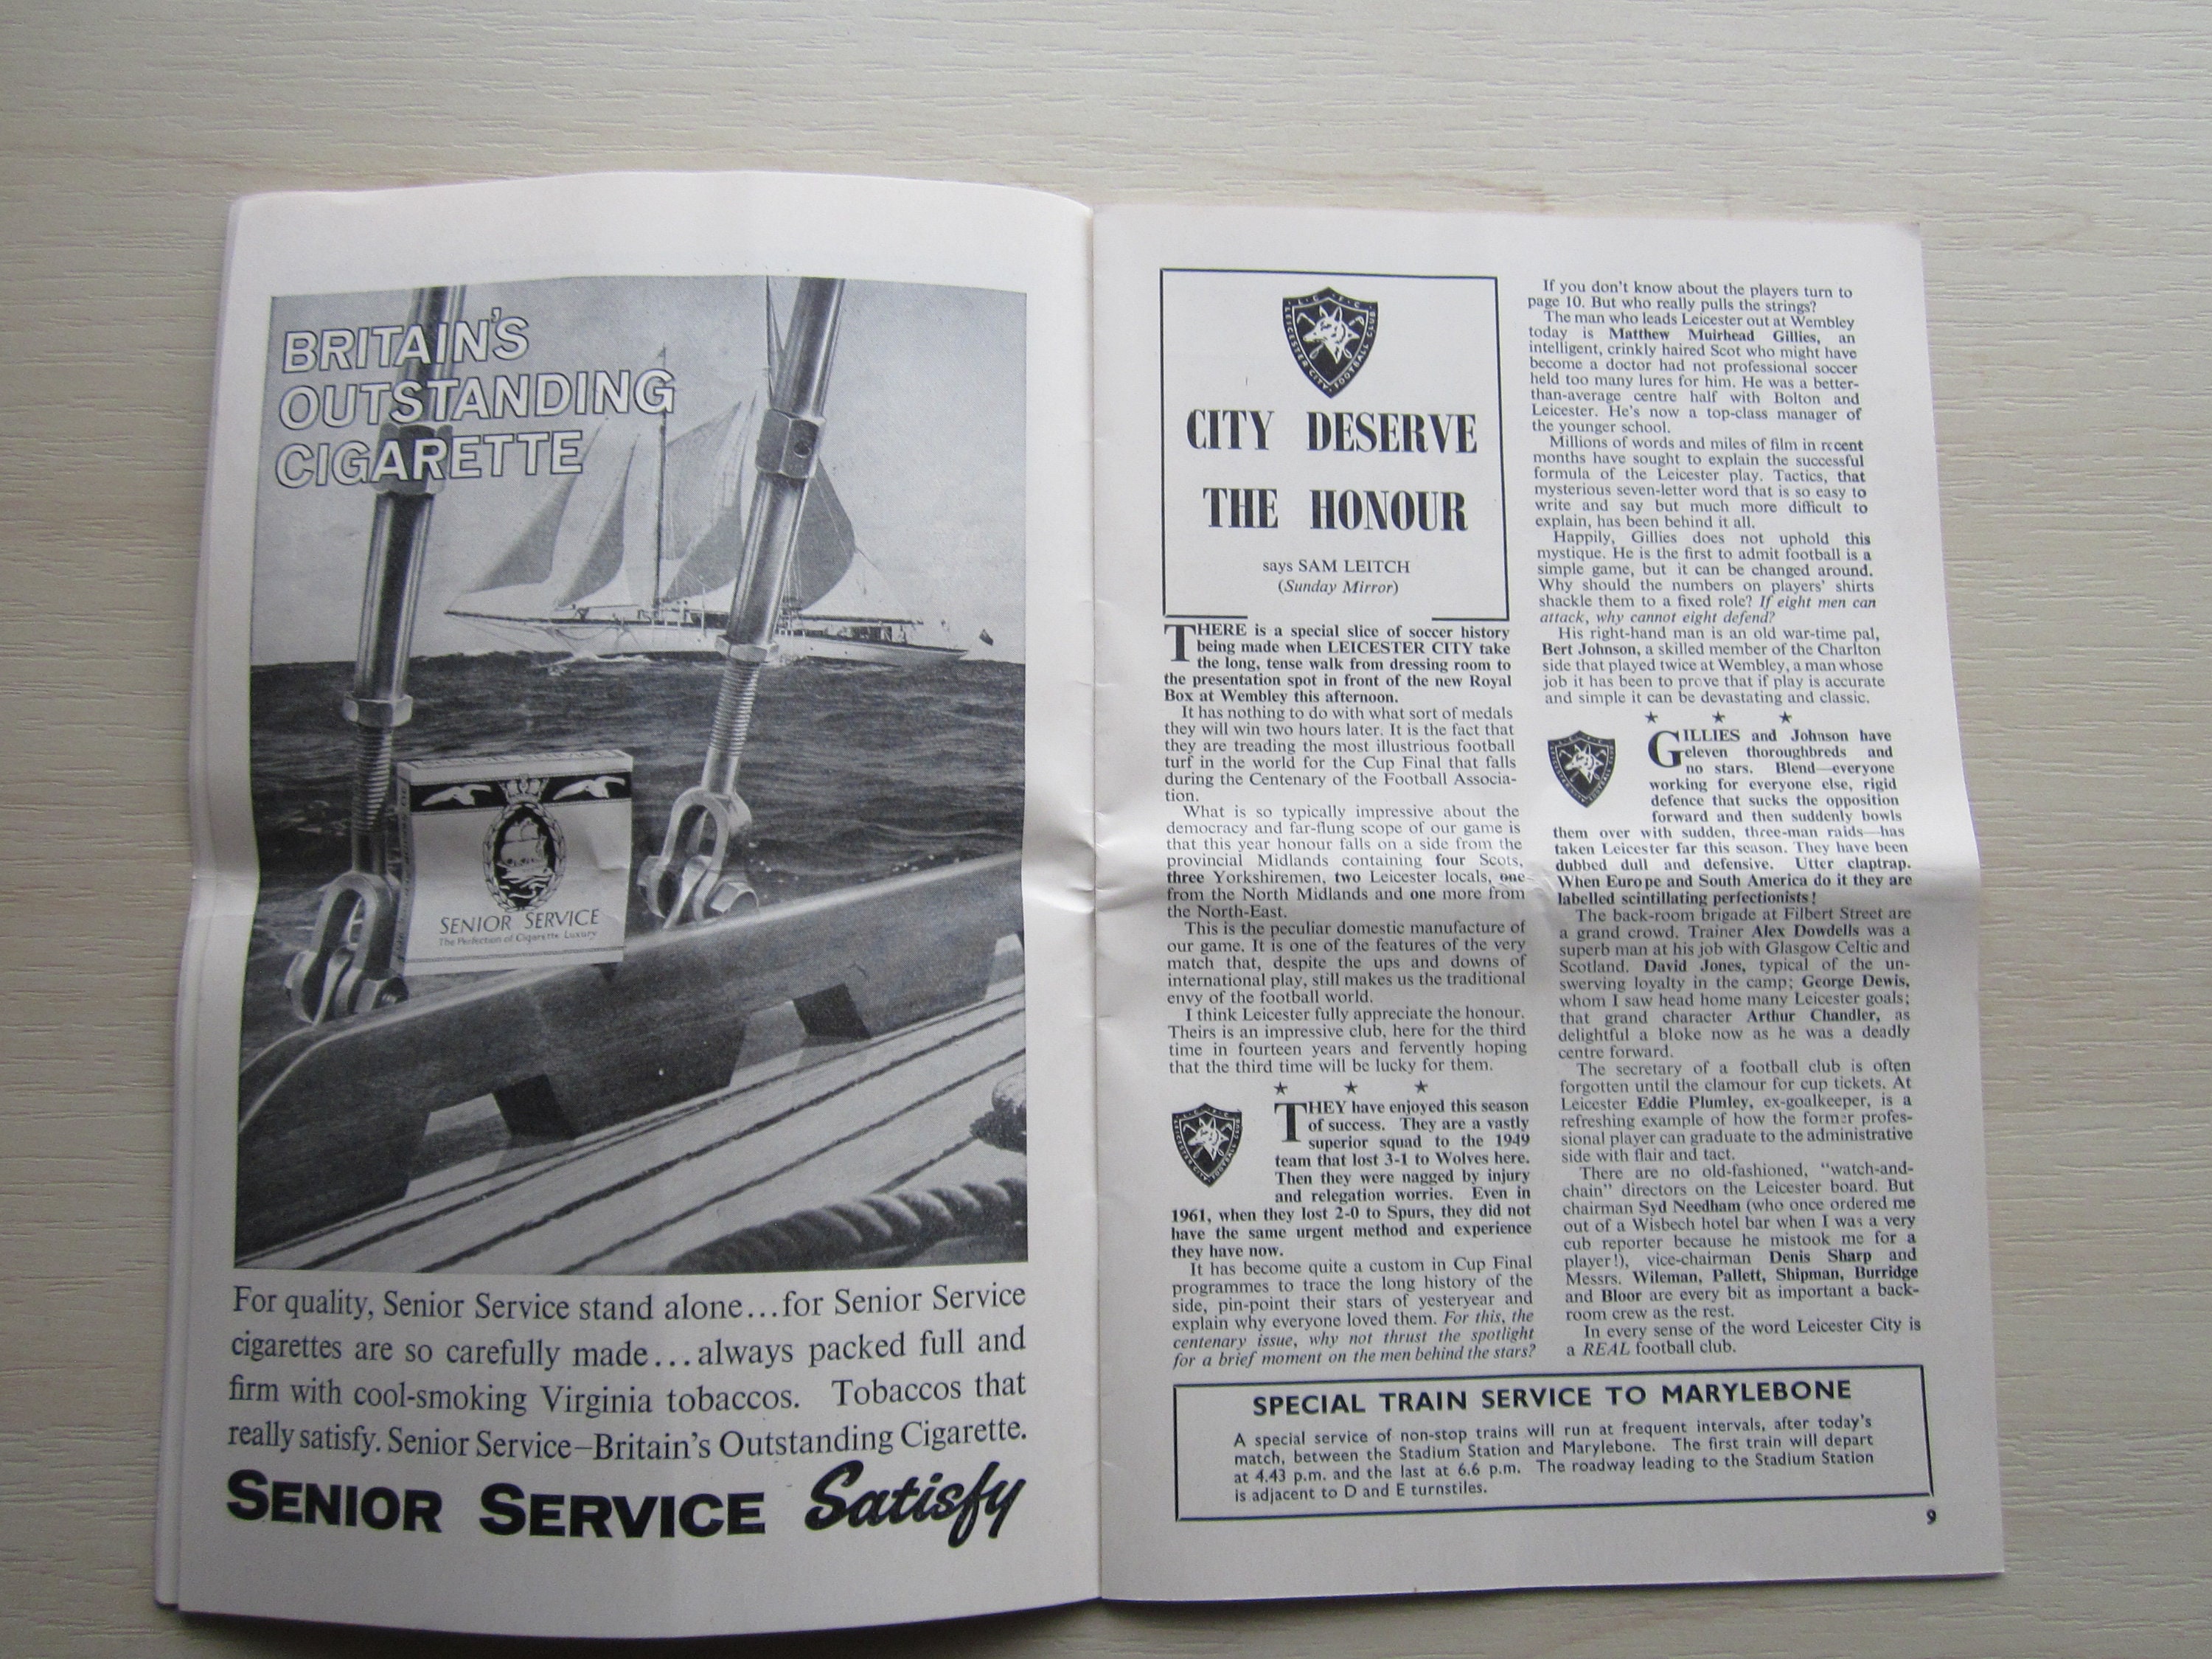 BRITAIN'S
OUTSTANDING
CIGARETTE
SENIOR SERVICE
The Perfection of Cigarette Luxury
For quality, Senior Service stand alone...for Senior Service
cigarettes are so carefully made...always packed full and
firm with cool-smoking Virginia tobaccos. Tobaccos that
really satisfy. Senior Service–Britain's Outstanding Cigarette.
SENIOR SERVICE Satisfy
L·C·F·C
LEICESTER CITY FOOTBALL CLUB
CITY DESERVE
THE HONOUR
says SAM LEITCH
(Sunday Mirror)
THERE is a special slice of soccer history
being made when LEICESTER CITY take
the long, tense walk from dressing room to
the presentation spot in front of the new Royal
Box at Wembley this afternoon.
It has nothing to do with what sort of medals
they will win two hours later. It is the fact that
they are treading the most illustrious football
turf in the world for the Cup Final that falls
during the Centenary of the Football Associa-
tion.
What is so typically impressive about the
democracy and far-flung scope of our game is
that this year honour falls on a side from the
provincial Midlands containing four Scots,
three Yorkshiremen, two Leicester locals, one
from the North Midlands and one more from
the North-East.
This is the peculiar domestic manufacture of
our game. It is one of the features of the very
match that, despite the ups and downs of
international play, still makes us the traditional
envy of the football world.
I think Leicester fully appreciate the honour.
Theirs is an impressive club, here for the third
time in fourteen years and fervently hoping
that the third time will be lucky for them.
★ ★ ★
THEY have enjoyed this season
of success. They are a vastly
superior squad to the 1949
team that lost 3-1 to Wolves here.
Then they were nagged by injury
and relegation worries. Even in
1961, when they lost 2-0 to Spurs, they did not
have the same urgent method and experience
they have now.
It has become quite a custom in Cup Final
programmes to trace the long history of the
side, pin-point their stars of yesteryear and
explain why everyone loved them. For this, the
centenary issue, why not thrust the spotlight
for a brief moment on the men behind the stars?
If you don't know about the players turn to
page 10. But who really pulls the strings?
The man who leads Leicester out at Wembley
today is Matthew Muirhead Gillies, an
intelligent, crinkly haired Scot who might have
become a doctor had not professional soccer
held too many lures for him. He was a better-
than-average centre half with Bolton and
Leicester. He's now a top-class manager of
the younger school.
Millions of words and miles of film in recent
months have sought to explain the successful
formula of the Leicester play. Tactics, that
mysterious seven-letter word that is so easy to
write and say but much more difficult to
explain, has been behind it all.
Happily, Gillies does not uphold this
mystique. He is the first to admit football is a
simple game, but it can be changed around.
Why should the numbers on players' shirts
shackle them to a fixed role? If eight men can
attack, why cannot eight defend?
His right-hand man is an old war-time pal,
Bert Johnson, a skilled member of the Charlton
side that played twice at Wembley, a man whose
job it has been to prove that if play is accurate
and simple it can be devastating and classic.
★ ★ ★
GILLIES and Johnson have
eleven thoroughbreds and
no stars. Blend—everyone
working for everyone else, rigid
defence that sucks the opposition
forward and then suddenly bowls
them over with sudden, three-man raids—has
taken Leicester far this season. They have been
dubbed dull and defensive. Utter claptrap.
When Europe and South America do it they are
labelled scintillating perfectionists!
The back-room brigade at Filbert Street are
a grand crowd. Trainer Alex Dowdells was a
superb man at his job with Glasgow Celtic and
Scotland. David Jones, typical of the un-
swerving loyalty in the camp; George Dewis,
whom I saw head home many Leicester goals;
that grand character Arthur Chandler, as
delightful a bloke now as he was a deadly
centre forward.
The secretary of a football club is often
forgotten until the clamour for cup tickets. At
Leicester Eddie Plumley, ex-goalkeeper, is a
refreshing example of how the former profes-
sional player can graduate to the administrative
side with flair and tact.
There are no old-fashioned, "watch-and-
chain" directors on the Leicester board. But
chairman Syd Needham (who once ordered me
out of a Wisbech hotel bar when I was a very
cub reporter because he mistook me for a
player!), vice-chairman Denis Sharp and
Messrs. Wileman, Pallett, Shipman, Burridge
and Bloor are every bit as important a back-
room crew as the rest.
In every sense of the word Leicester City is
a REAL football club.
SPECIAL TRAIN SERVICE TO MARYLEBONE
A special service of non-stop trains will run at frequent intervals, after today's
match, between the Stadium Station and Marylebone. The first train will depart
at 4.43 p.m. and the last at 6.6 p.m. The roadway leading to the Stadium Station
is adjacent to D and E turnstiles.
9